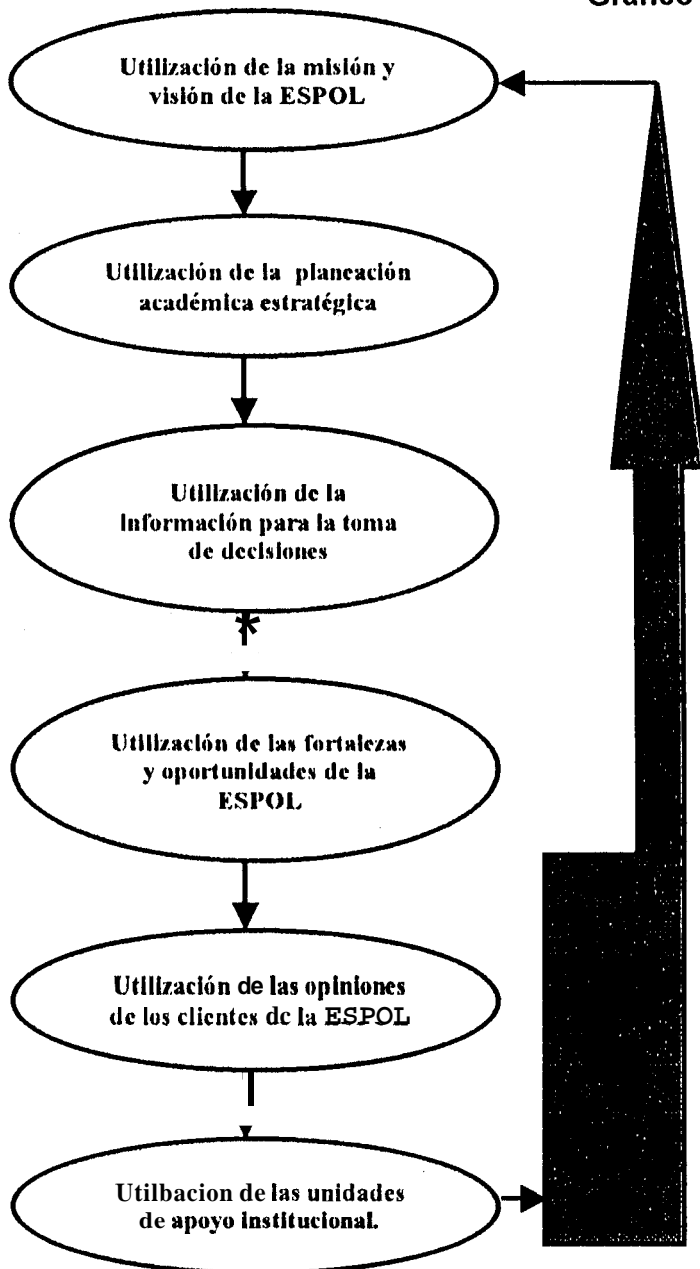 Utilización de la misión y
visión de la ESPOL
Utilización de la planeación
académica estratégica
Utilización de la
información para la toma
de decisiones
*
Utilización de las fortalezas
y oportunidades de la
ESPOL
Utilización de las opiniones
de los clientes dc la ESPOL
Utilbacion de las unidades
de apoyo institucional.